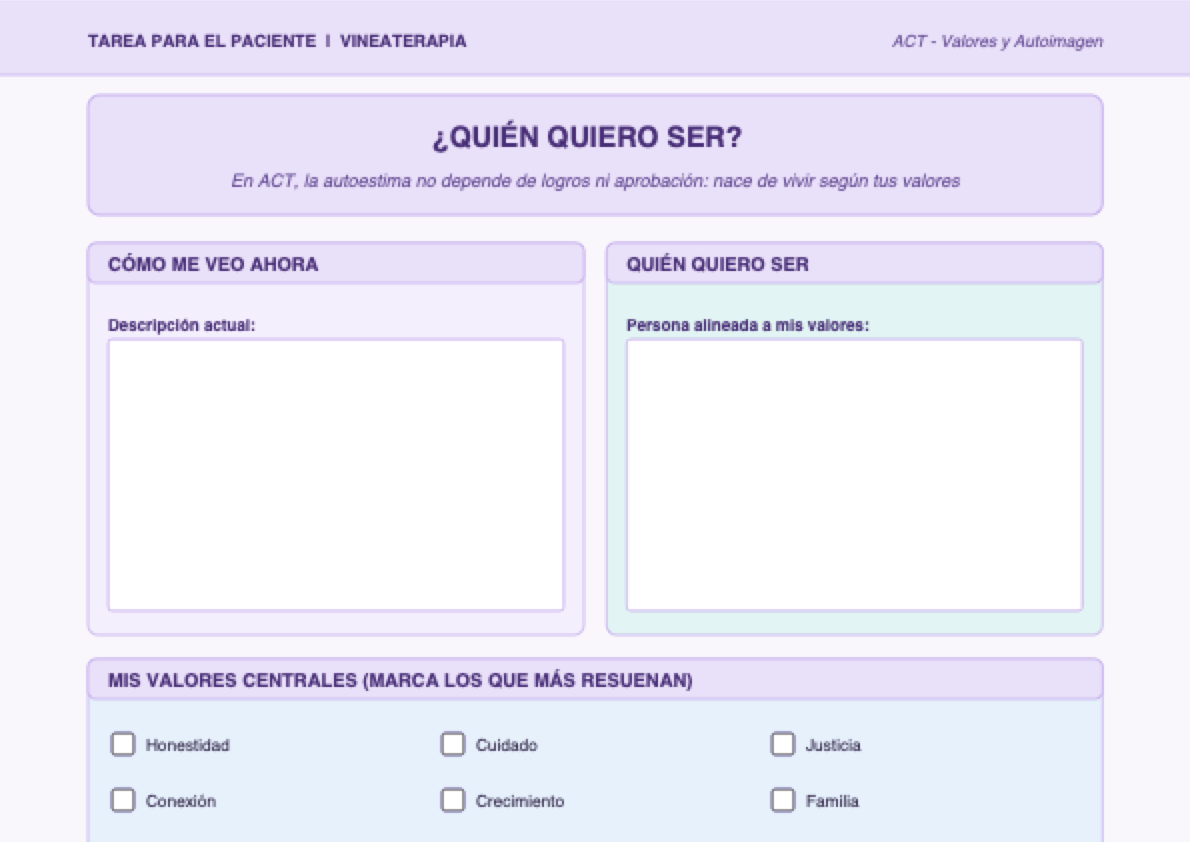 TAREA PARA EL PACIENTE | VINEATERAPIA
ACT - Valores y Autoimagen
¿QUIÉN QUIERO SER?
En ACT, la autoestima no depende de logros ni aprobación: nace de vivir según tus valores
CÓMO ME VEO AHORA
Descripción actual:
QUIÉN QUIERO SER
Persona alineada a mis valores:
MIS VALORES CENTRALES (MARCA LOS QUE MÁS RESUENAN)
Honestidad
Cuidado
Justicia
Conexión
Crecimiento
Familia